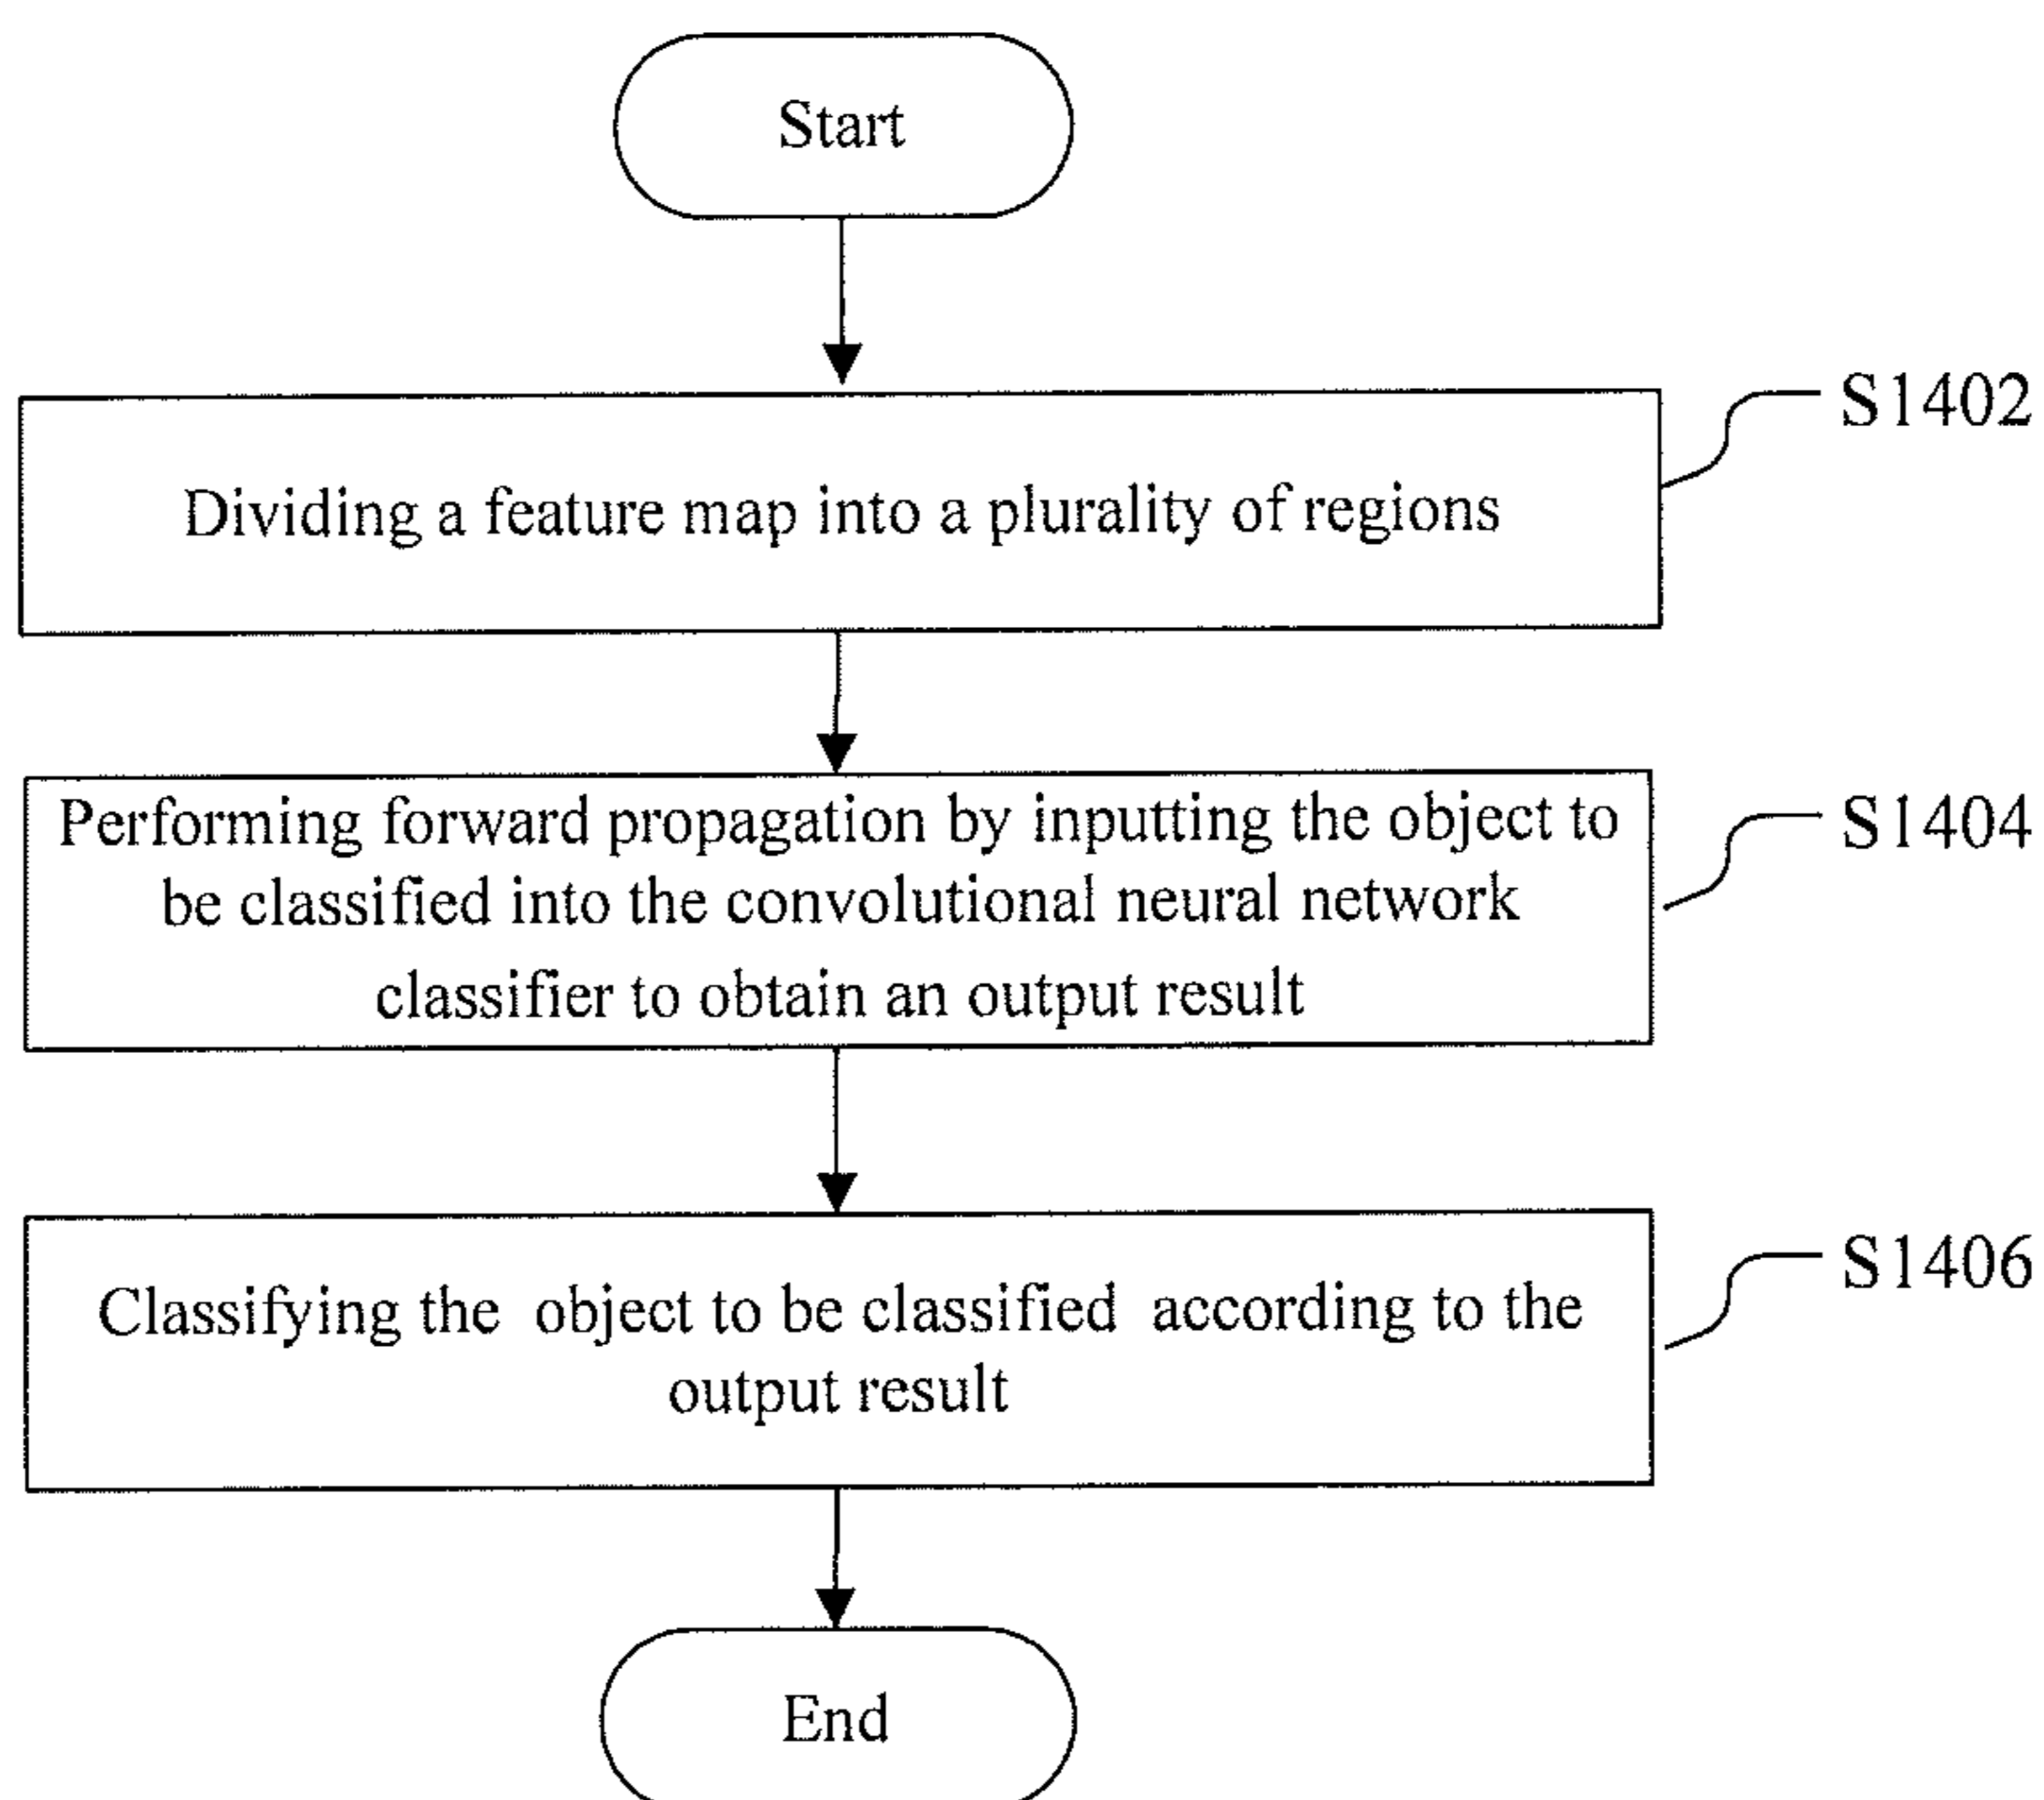 Start
S1402
Dividing a feature map into a plurality of regions
Performing forward propagation by inputting the object to
be classified into the convolutional neural network
classifier to obtain an output result
S1404
Classifying the object to be classified according to the
output result
S1406
End